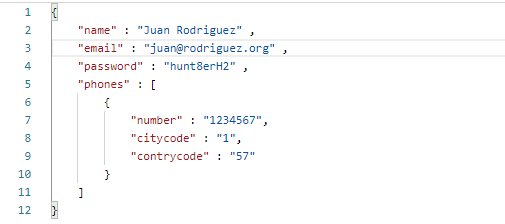 1 {
2 "name" : "Juan Rodriguez" ,
3 "email" : "juan@rodriguez.org" ,
4 "password" : "hunt8erH2" ,
5 "phones" : [
6 {
7 "number" : "1234567",
8 "citycode" : "1",
9 "contrycode" : "57"
10 }
11 ]
12 }